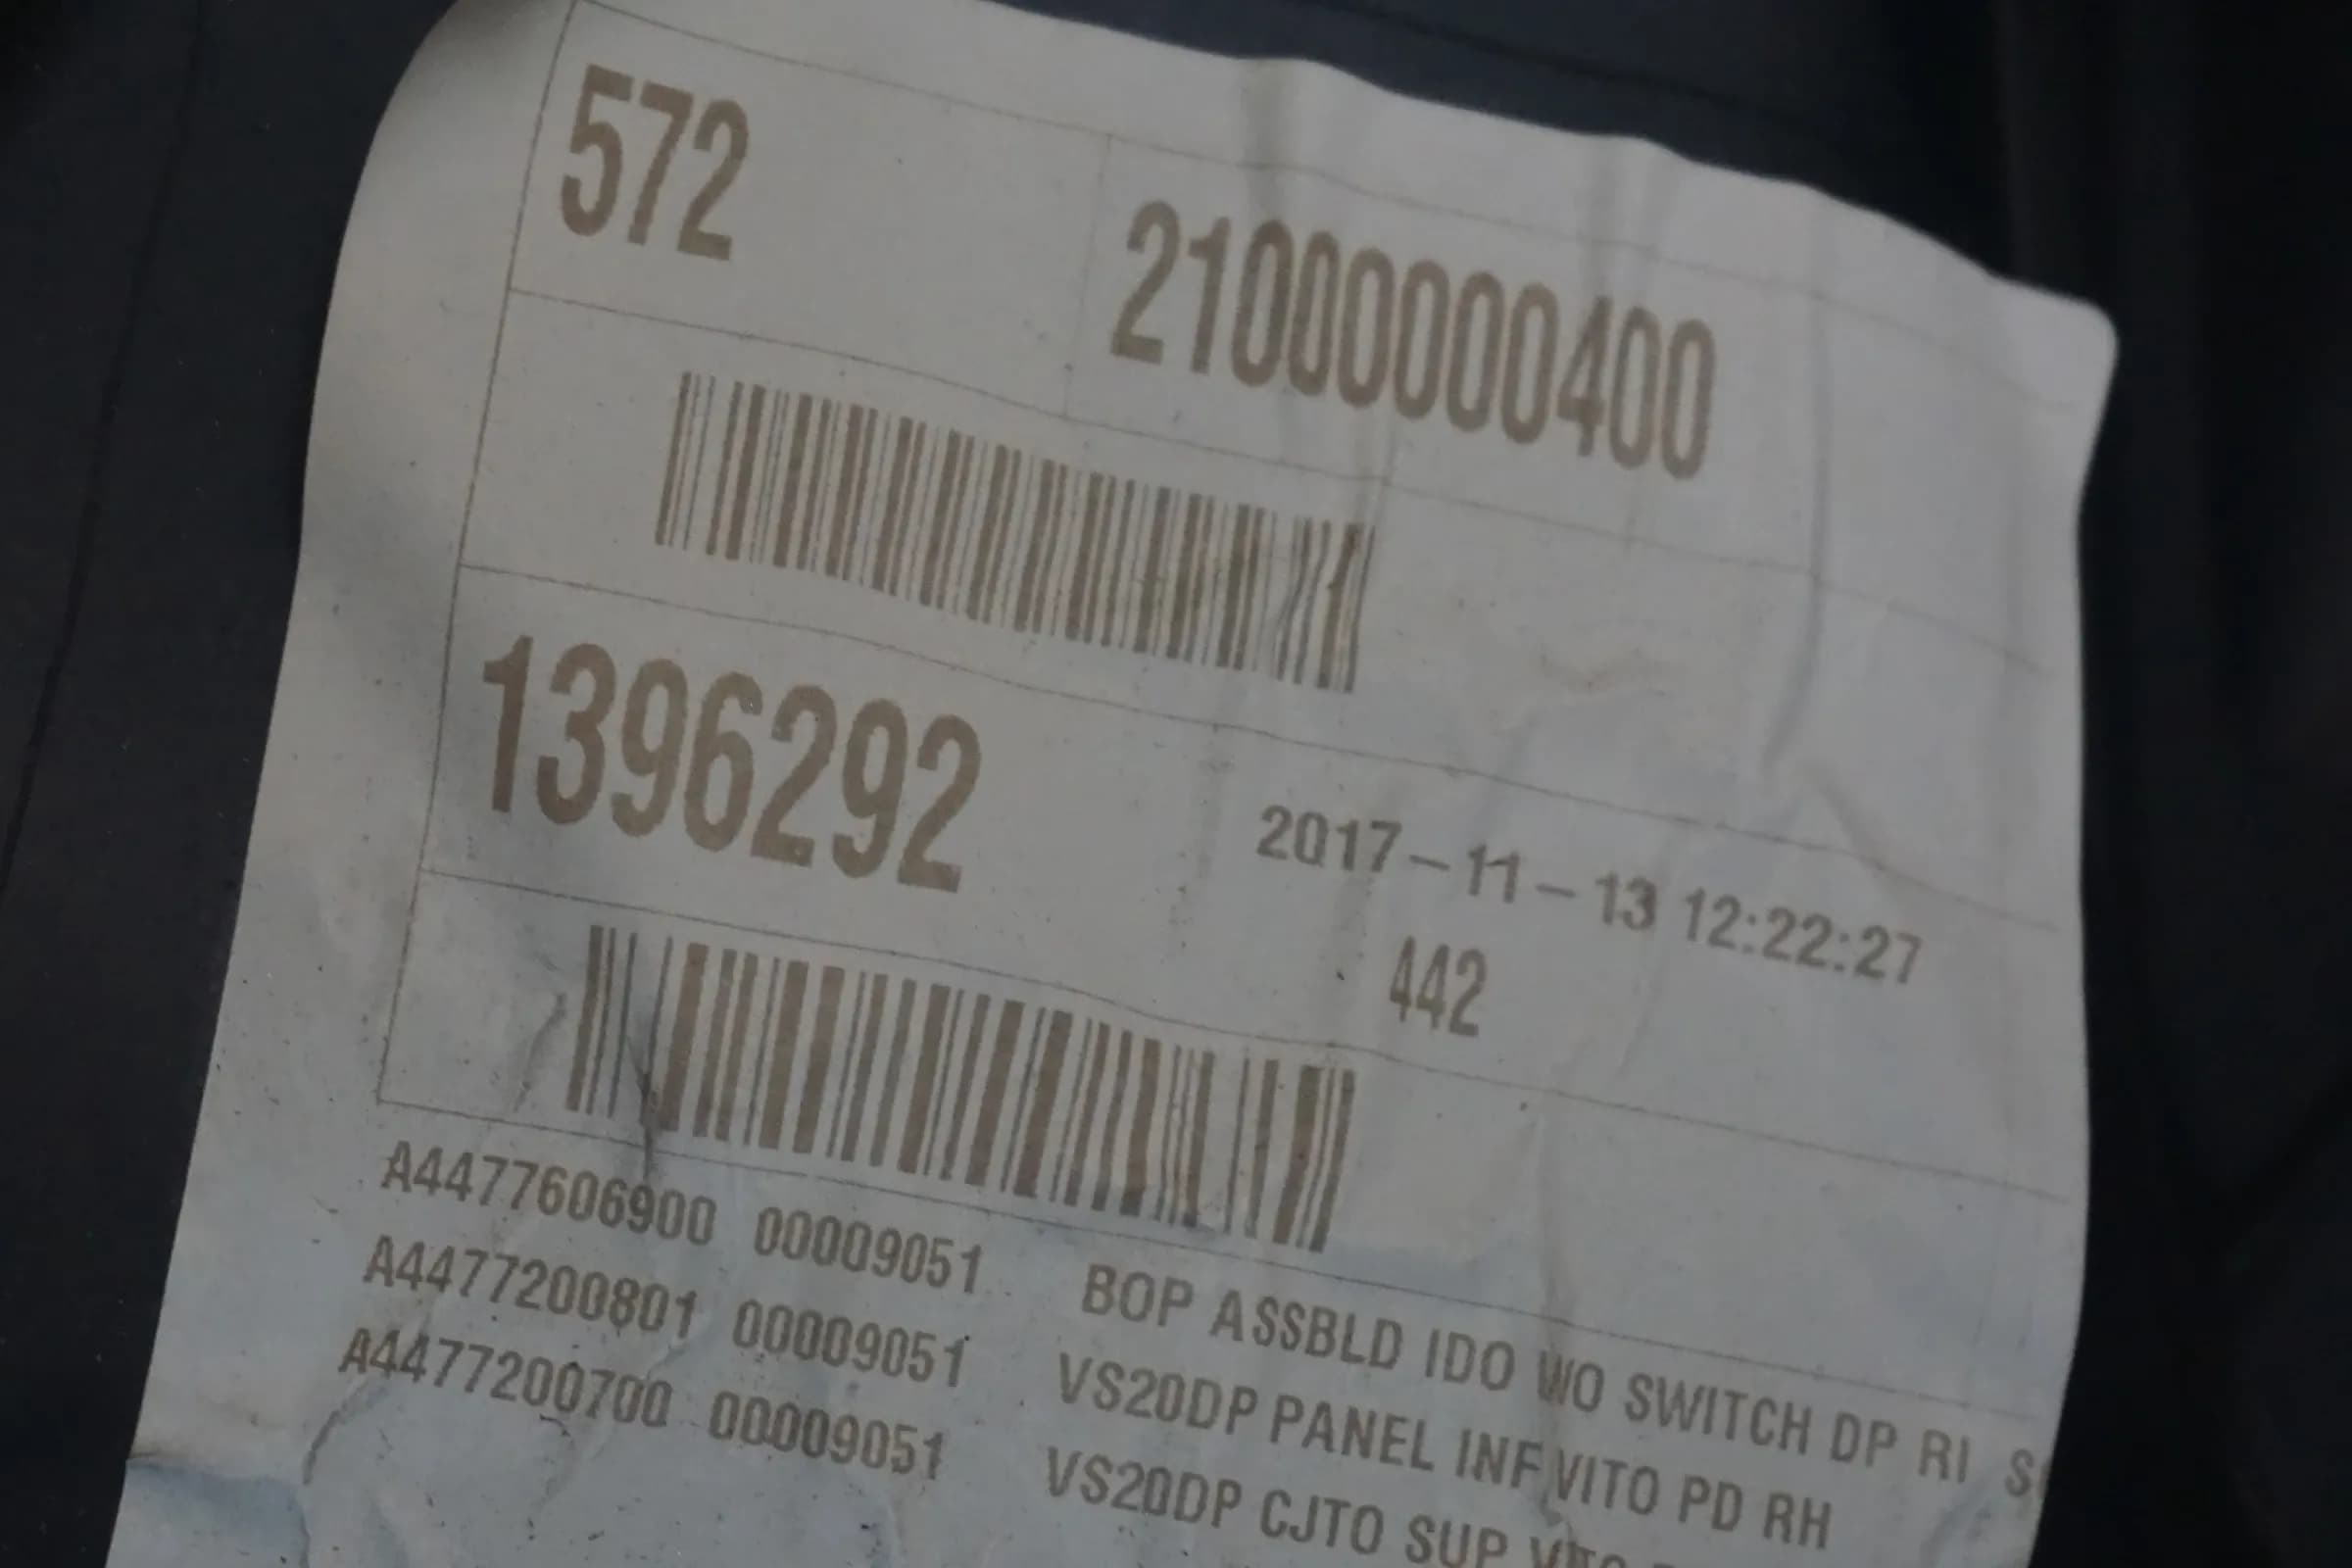 572
21000000400
1396292
2017-11-13 12:22:27
442
A4477606900 00009051 BOP ASSBLD IDO WO SWITCH DP RI
A4477200801 00009051 VS20DP PANEL INF VITO PD RH
A4477200700 00009051 VS20DP CJTO SUP VITO